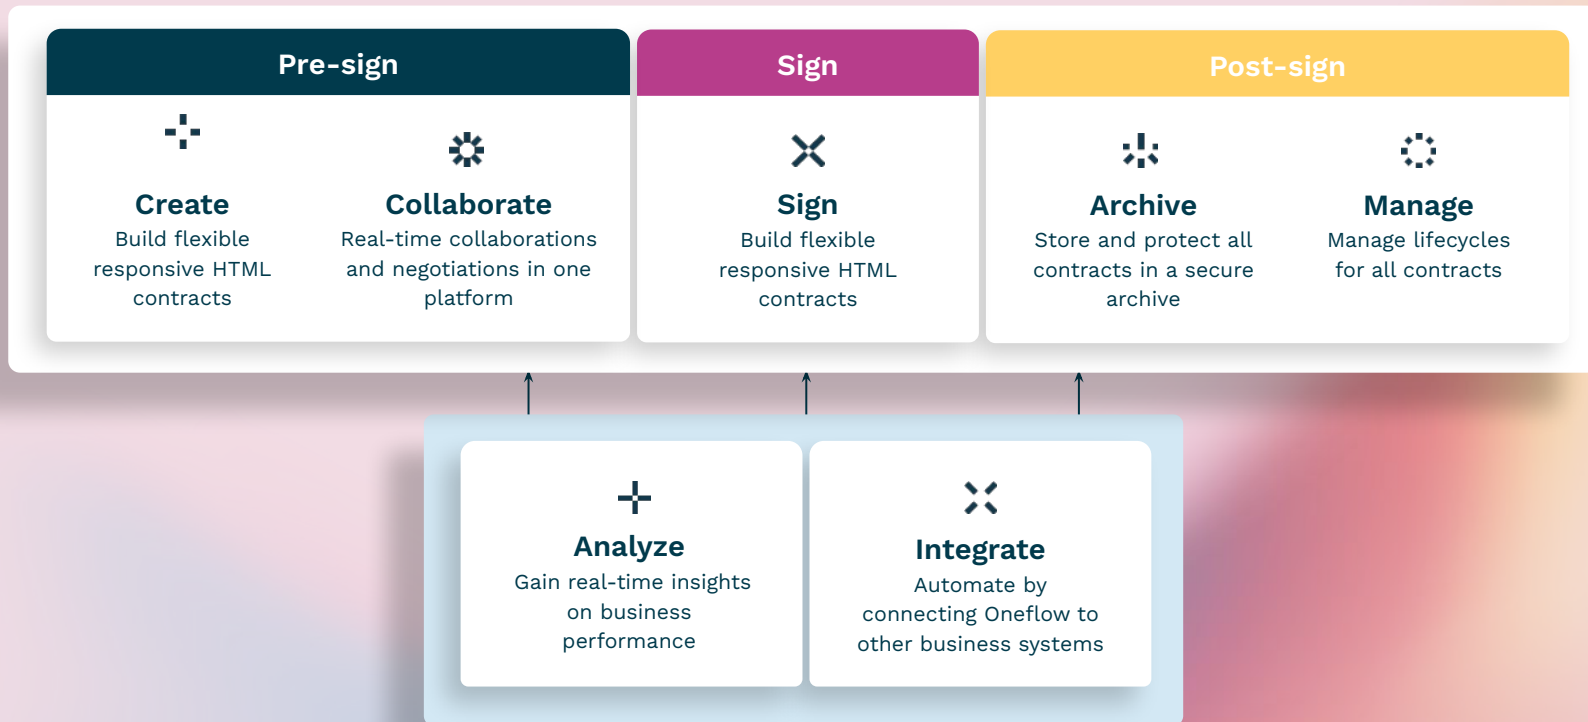 Pre-sign
Create
Build flexible
responsive HTML
contracts
Collaborate
Real-time collaborations
and negotiations in one
platform
Sign
Sign
Build flexible
responsive HTML
contracts
Post-sign
Archive
Store and protect all
contracts in a secure
archive
Manage
Manage lifecycles
for all contracts
Analyze
Gain real-time insights
on business
performance
Integrate
Automate by
connecting Oneflow to
other business systems